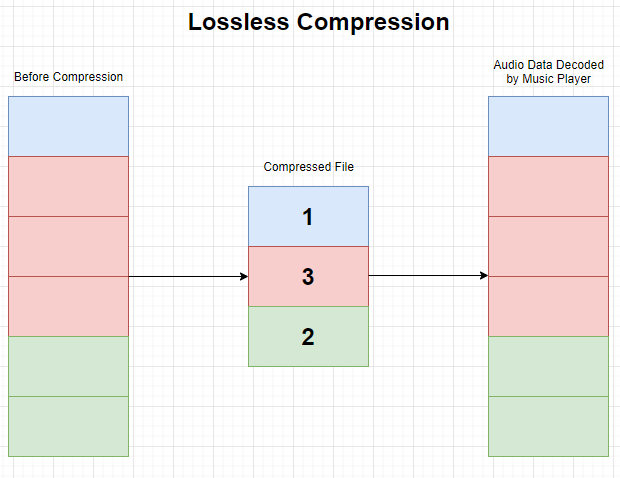 Lossless Compression
Before Compression
Audio Data Decoded
by Music Player
Compressed File
1
3
2